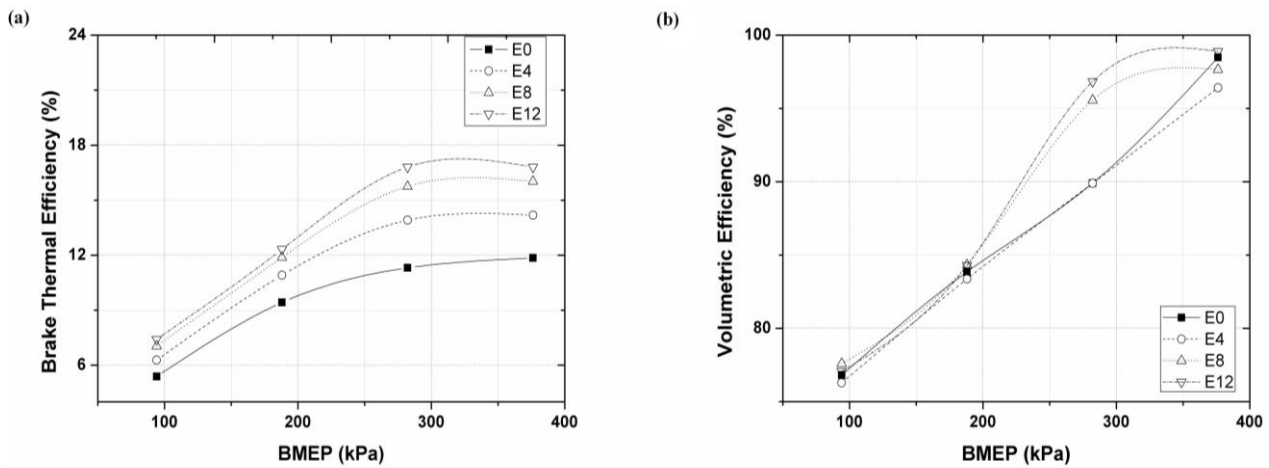 (a)
24
18
12
6
Brake Thermal Efficiency (%)
E0
E4
E8
E12
100
200
300
400
BMEP (kPa)
(b)
100
90
80
Volumetric Efficiency (%)
E0
E4
E8
E12
100
200
300
400
BMEP (kPa)